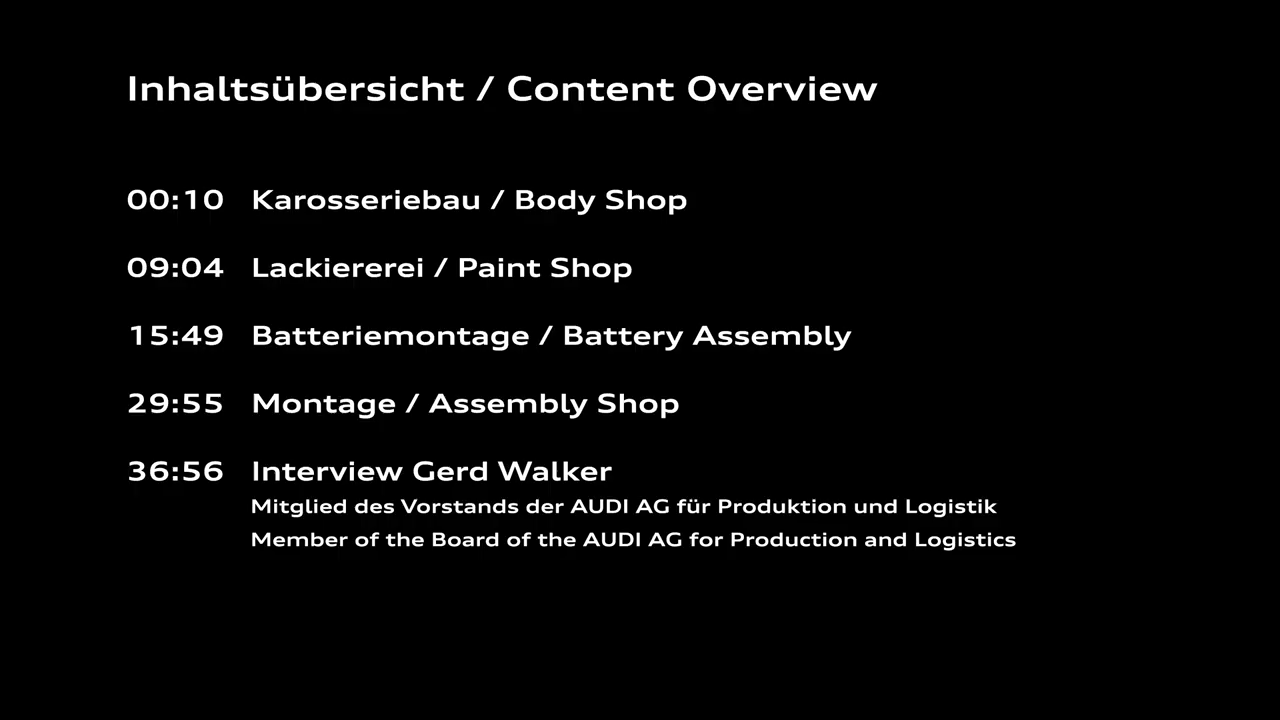 Inhaltsübersicht / Content Overview
00:10 Karosseriebau / Body Shop
09:04 Lackiererei / Paint Shop
15:49 Batteriemontage / Battery Assembly
29:55 Montage / Assembly Shop
36:56 Interview Gerd Walker
Mitglied des Vorstands der AUDI AG für Produktion und Logistik
Member of the Board of the AUDI AG for Production and Logistics